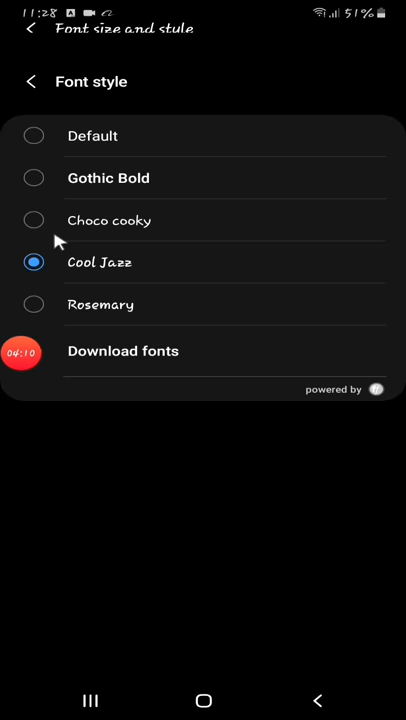 11:28 51%
Font size and style
Font style
Default
Gothic Bold
Choco cooky
Cool Jazz
Rosemary
04:10
Download fonts
powered by